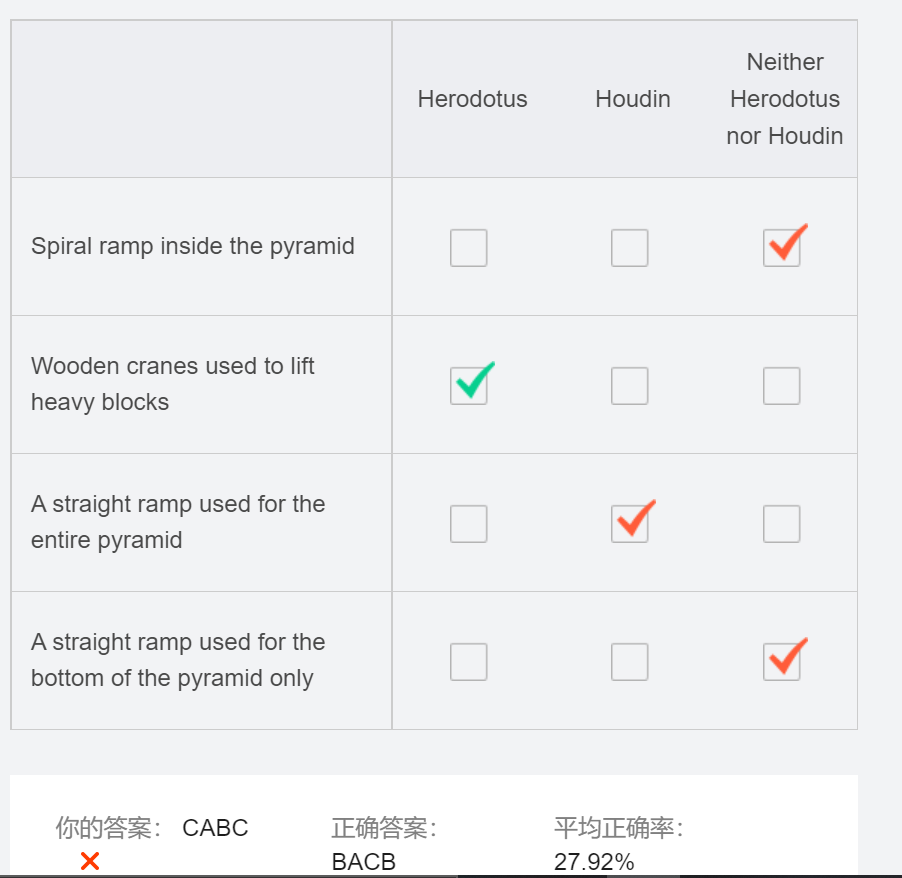 Neither
Herodotus
Houdin
Herodotus
nor Houdin
Spiral ramp inside the pyramid
Wooden cranes used to lift
heavy blocks
A straight ramp used for the
entire pyramid
A straight ramp used for the
bottom of the pyramid only
你的答案： CABC
正确答案：
平均正确率：
BACB
27.92%